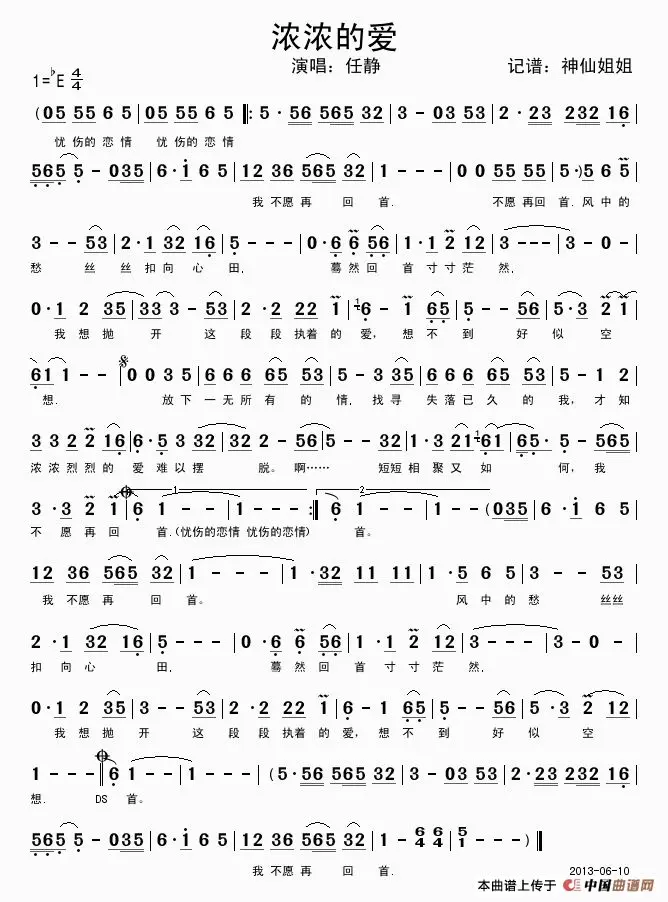 浓浓的爱
演唱：任静 记谱：神仙姐姐
1=♭E 4/4
(05 55 6 5 | 05 55 6 5 ‖: 5· 56 565 32 | 3 - 03 53 | 2· 23 232 16 |
忧 伤的 恋 情 忧 伤的 恋 情
565 5 - 035 | 6·i 6 5 | 12 36 565 32 | 1 - - - | 0 0 55 55 | 5·) 5 6 5 |
我 不愿 再 回 首. 不愿 再回 首.风 中 的
3 - - 53 | 2·1 32 16 | 5 - - - | 0·6 6 56 | 1·1 2 12 | 3 - - - | 3 - 0 - |
愁 丝 丝 扣 向 心 田, 蓦 然 回 首 寸 寸 茫 然,
0·1 2 35 | 33 3 - 53 | 2·2 22 1 | 16 - 1 65 | 5 - - 56 | 5·3 2 1 |
我 想 抛 开 这 段 段 执着 的 爱, 想 不 到 好 似 空
61 1 - - ‖ 0 0 3 5 | 6 6 6 65 53 | 5 - 3 35 | 6 6 6 65 53 | 5 - 1 2 |
想. 放 下 一 无 所 有 的 情, 找 寻 失 落 已 久 的 我, 才 知
3 3 2 2 16 | 6·5 3 32 | 32 2 - 56 | 5 - - 32 | 1·3 21 161 | 65· 5 - 565 |
浓 浓 烈 烈 的 爱 难 以 摆 脱。 啊…… 短短 相 聚 又 如 何, 我
3·3 2 1 | 6 1 - - | 1 - - - :‖ 6 1 - - | 1 - - (035 | 6·i 6 5 |
1. 2.
不 愿 再 回 首.(忧伤的恋情 忧伤的恋情) 首。
12 36 565 32 | 1 - - - | 1·32 11 11 | 1·5 6 5 | 3 - - 53 |
我 不愿 再 回 首。 风 中 的 愁 丝丝
2·1 32 16 | 5 - - - | 0·6 6 56 | 1·1 2 12 | 3 - - - | 3 - 0 - |
扣 向 心 田, 蓦 然 回 首 寸 寸 茫 然,
0·1 2 35 | 3 - - 53 | 2·2 22 1 | 6 - 1 65 | 5 - - 56 | 5·3 2 12 |
我 想 抛 开 这 段 段 执着 的 爱, 想 不 到 好 似 空
1 - - - ‖ 6 1 - - | 1 - - - | (5·56 565 32 | 3 - 03 53 | 2·23 232 16 |
想. DS 首。
565 5 - 035 | 6·i 6 5 | 12 36 565 32 | 1 - 6/4 6/4 | 5/1 - - - )‖
我 不愿 再 回 首.
2013-06-10
本曲谱上传于 中国曲谱网